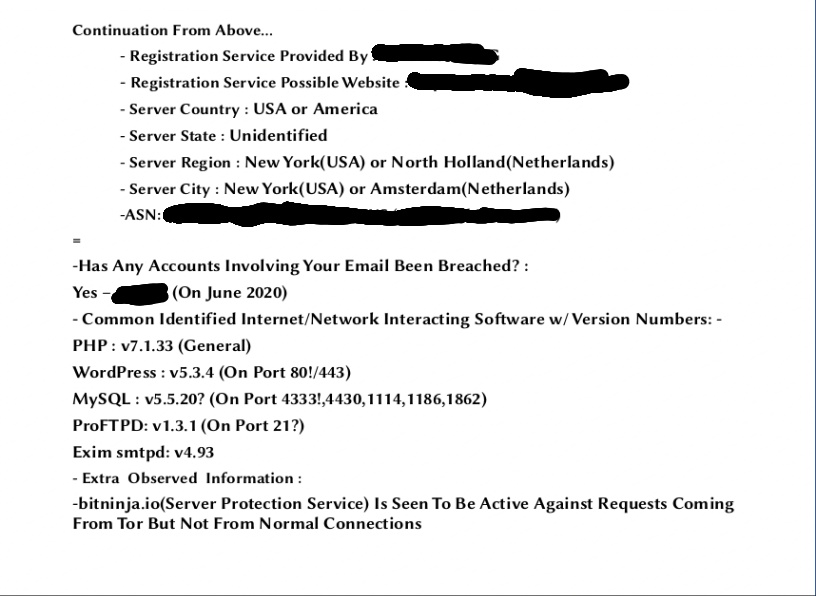 Continuation From Above...
- Registration Service Provided By
- Registration Service Possible Website :
- Server Country : USA or America
- Server State : Unidentified
- Server Region : New York(USA) or North Holland(Netherlands)
- Server City : New York(USA) or Amsterdam(Netherlands)
-ASN:
=
-Has Any Accounts Involving Your Email Been Breached? :
Yes – (On June 2020)
- Common Identified Internet/Network Interacting Software w/ Version Numbers: -
PHP : v7.1.33 (General)
WordPress : v5.3.4 (On Port 80!/443)
MySQL : v5.5.20? (On Port 4333!,4430,1114,1186,1862)
ProFTPD: v1.3.1 (On Port 21?)
Exim smtpd: v4.93
- Extra Observed Information :
-bitninja.io(Server Protection Service) Is Seen To Be Active Against Requests Coming
From Tor But Not From Normal Connections